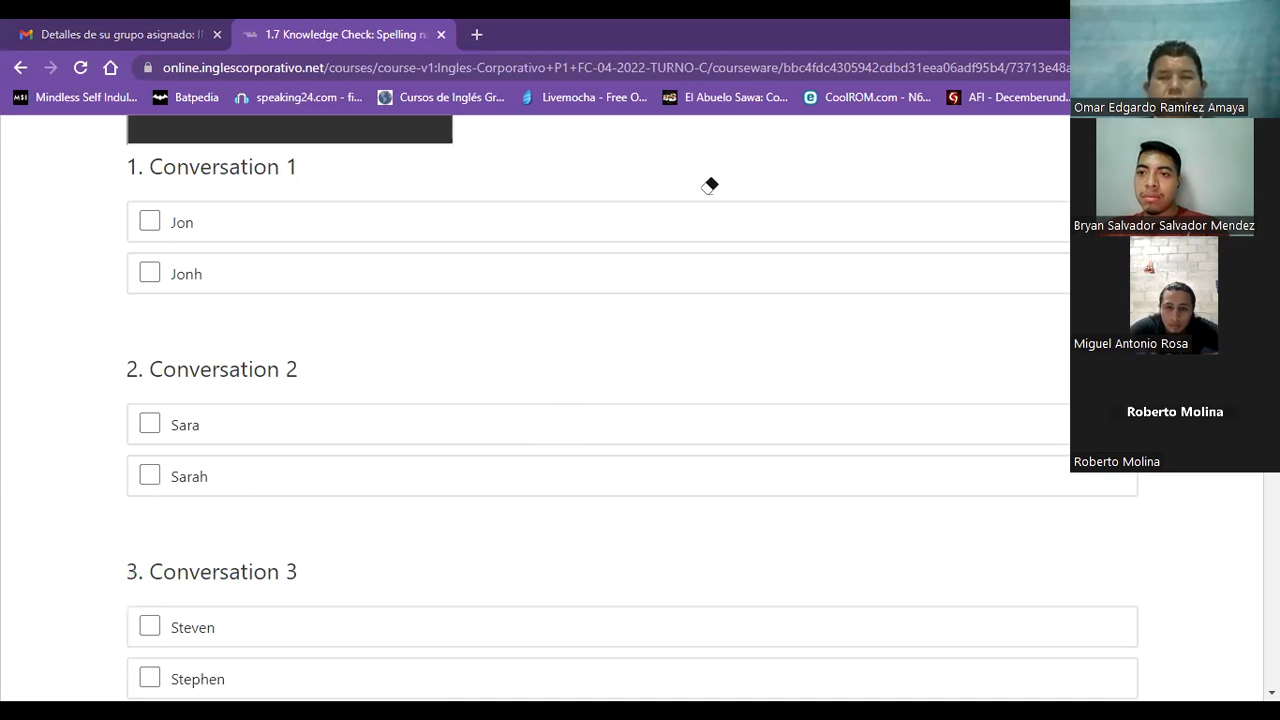 Detalles de su grupo asignado: I
1.7 Knowledge Check: Spelling n
online.inglescorporativo.net/courses/course-v1:Ingles-Corporativo+P1+FC-04-2022-TURNO-C/courseware/bbc4fdc4305942cdbd31eea06adf95b4/73713e48a
Mindless Self Indul...
Batpedia
speaking24.com - fi...
Cursos de Inglés Gr...
Livemocha - Free O...
El Abuelo Sawa: Co...
CoolROM.com - N6...
AFI - Decemberund...
1. Conversation 1
Jon
Jonh
2. Conversation 2
Sara
Sarah
3. Conversation 3
Steven
Stephen
Omar Edgardo Ramírez Amaya
Bryan Salvador Salvador Mendez
Miguel Antonio Rosa
Roberto Molina
Roberto Molina